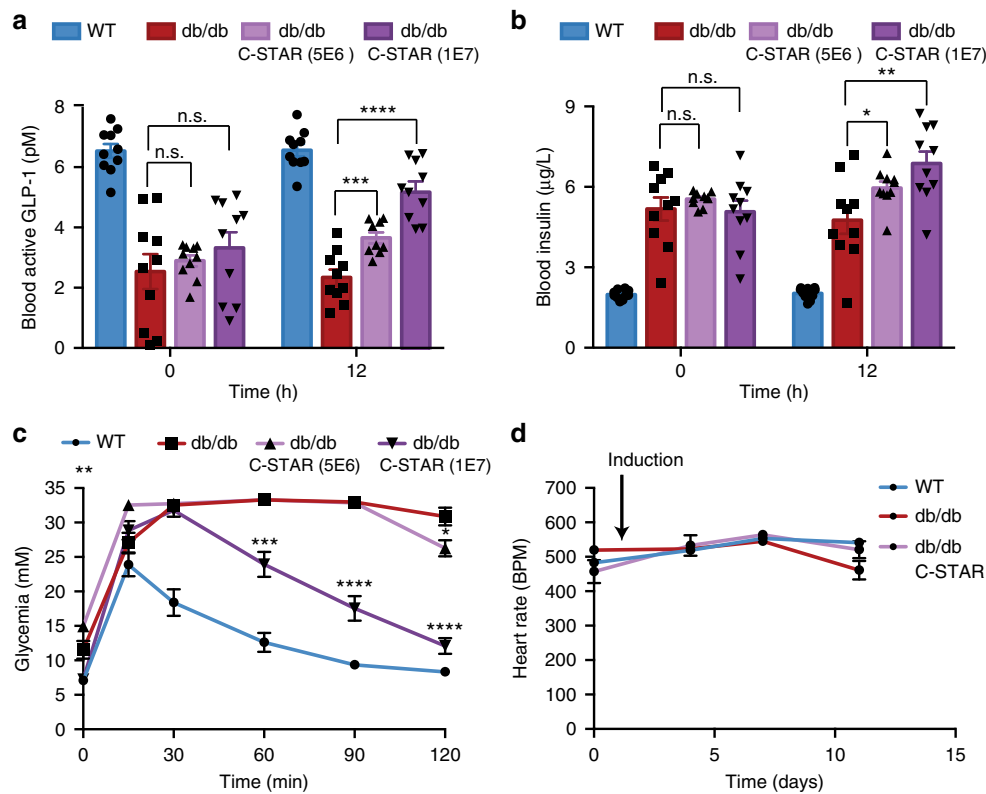 a
WT
db/db
db/db
C-STAR (5E6 )
db/db
C-STAR (1E7)
Blood active GLP-1 (pM)
8
6
4
2
0
n.s.
n.s.
****
***
0
12
Time (h)
b
WT
db/db
db/db
C-STAR (5E6)
db/db
C-STAR (1E7)
Blood insulin (μg/L)
9
6
3
0
n.s.
n.s.
**
*
0
12
Time (h)
c
WT
db/db
db/db
C-STAR (5E6)
db/db
C-STAR (1E7)
Glycemia (mM)
35
30
25
20
15
10
5
0
**
***
****
*
****
0
30
60
90
120
Time (min)
d
Induction
Heart rate (BPM)
700
600
500
400
300
200
100
0
WT
db/db
db/db
C-STAR
0
5
10
15
Time (days)